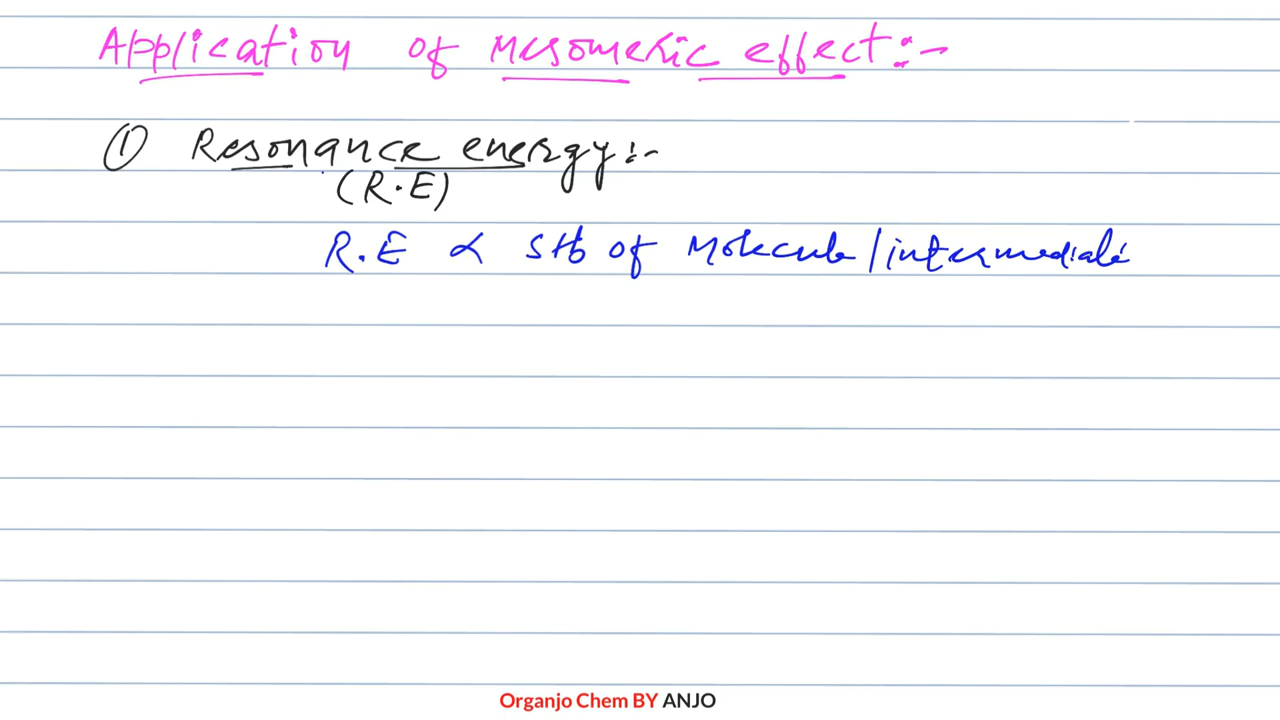 Application of Mesomeric effect:-
① Resonance energy:-
(R.E)
R.E ∝ Stb of Molecule/intermediate
Organjo Chem BY ANJO